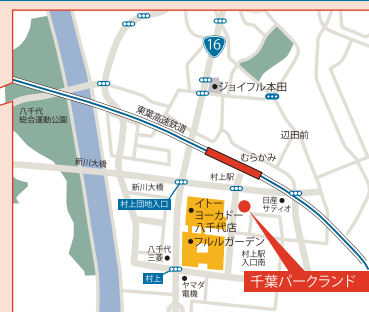 16
ジョイフル本田
東葉高速鉄道
八千代
総合運動公園
辺田前
むらかみ
新川大橋
村上駅
新川大橋
村上団地入口
イトー
ヨーカドー
八千代店
フルルガーデン
日産
サティオ
八千代
三菱
村上駅
入口南
千葉パークランド
村上
ヤマダ
電機